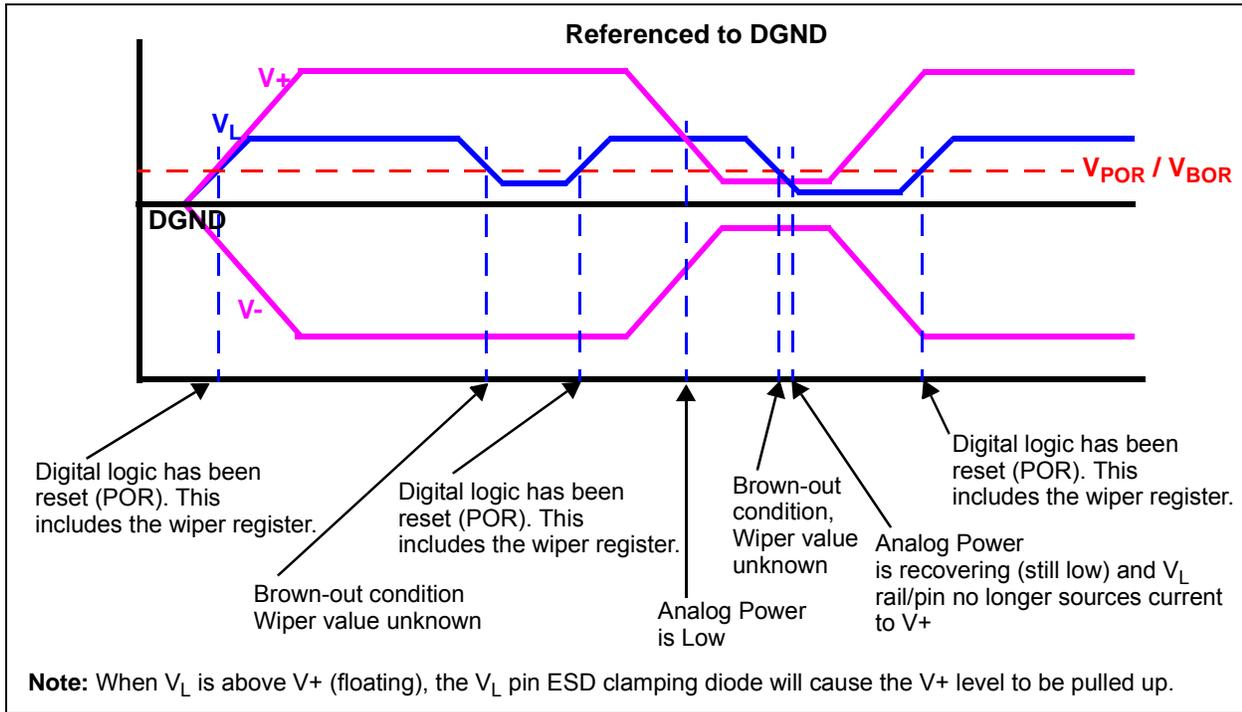 Referenced to DGND
V+
VL
VPOR / VBOR
DGND
V-
Digital logic has been
reset (POR). This
includes the wiper register.
Brown-out condition
Wiper value unknown
Digital logic has been
reset (POR). This
includes the wiper register.
Analog Power
is Low
Brown-out
condition,
Wiper value
unknown
Analog Power
is recovering (still low) and VL
rail/pin no longer sources current
to V+
Digital logic has been
reset (POR). This
includes the wiper register.
Note: When VL is above V+ (floating), the VL pin ESD clamping diode will cause the V+ level to be pulled up.